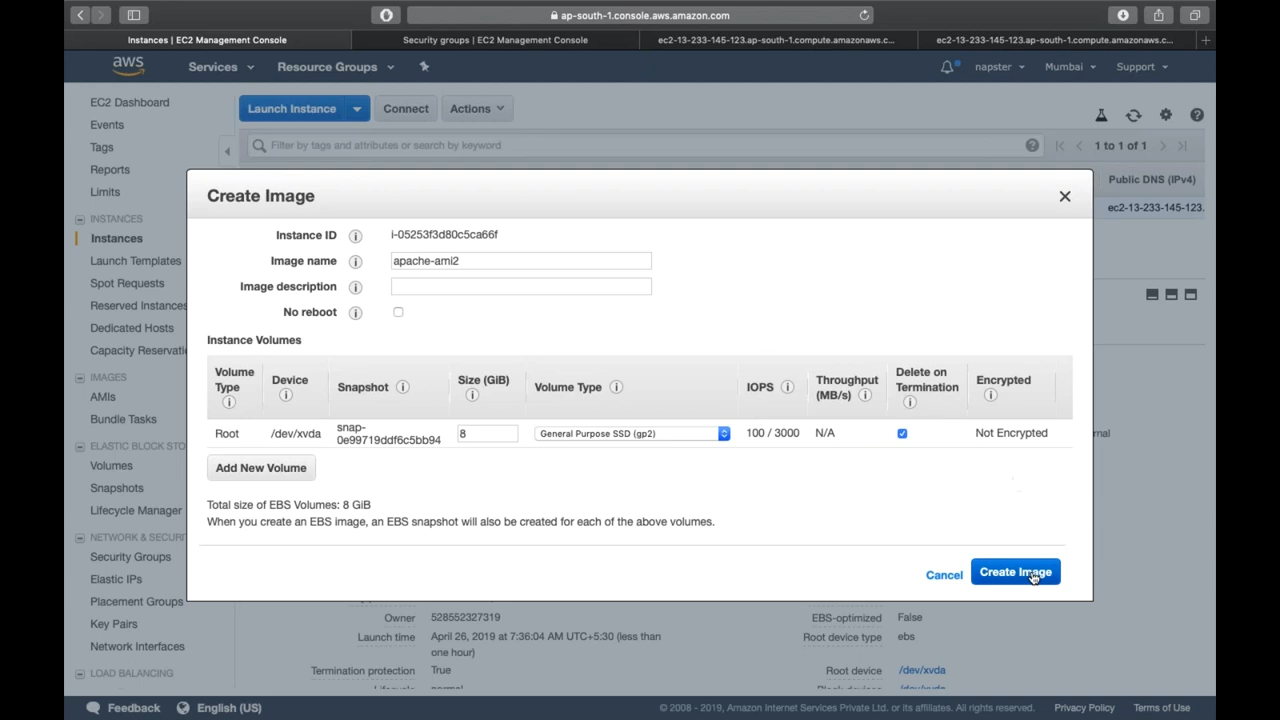 ap-south-1.console.aws.amazon.com
Instances | EC2 Management Console
Security groups | EC2 Management Console
ec2-13-233-145-123.ap-south-1.compute.amazonaws.c...
ec2-13-233-145-123.ap-south-1.compute.amazonaws.c...
aws
Services
Resource Groups
napster
Mumbai
Support
EC2 Dashboard
Events
Tags
Reports
Limits
INSTANCES
Instances
Launch Templates
Spot Requests
Reserved Instances
Dedicated Hosts
Capacity Reservati
IMAGES
AMIs
Bundle Tasks
ELASTIC BLOCK STO
Volumes
Snapshots
Lifecycle Manager
NETWORK & SECURI
Security Groups
Elastic IPs
Placement Groups
Key Pairs
Network Interfaces
LOAD BALANCING
Launch Instance
Connect
Actions
Filter by tags and attributes or search by keyword
1 to 1 of 1
Public DNS (IPv4)
ec2-13-233-145-123.
Create Image
Instance ID i-05253f3d80c5ca66f
Image name apache-ami2
Image description
No reboot
Instance Volumes
Volume Type
Device
Snapshot
Size (GiB)
Volume Type
IOPS
Throughput (MB/s)
Delete on Termination
Encrypted
Root
/dev/xvda
snap-
0e99719ddf6c5bb94
8
General Purpose SSD (gp2)
100 / 3000
N/A
Not Encrypted
Add New Volume
Total size of EBS Volumes: 8 GiB
When you create an EBS image, an EBS snapshot will also be created for each of the above volumes.
Cancel
Create Image
Owner 528552327319
EBS-optimized False
Launch time April 26, 2019 at 7:36:04 AM UTC+5:30 (less than
one hour)
Root device type ebs
Termination protection True
Root device /dev/xvda
Lifecycle normal
Block devices /dev/xvda
Feedback
English (US)
© 2008 - 2019, Amazon Internet Services Private Ltd. or its affiliates. All rights reserved.
Privacy Policy
Terms of Use